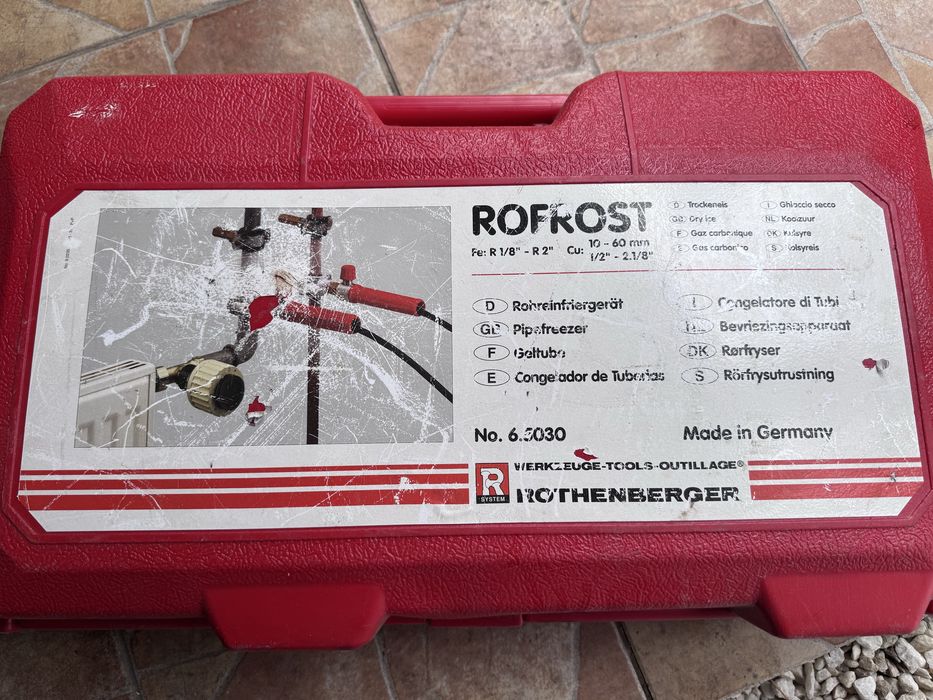 ROFROST
Fe: R 1/8" - R 2" Cu: 10 - 60 mm
1/2" - 2.1/8"
D Trockeneis
GB Dry ice
F Gaz carbonique
E Gas carbonico
I Ghiaccio secco
NL Koolzuur
DK Kulsyre
S Kolsyreis
D Rohreinfriergerät
GB Pipefreezer
F Geltube
E Congelador de Tuberias
I Congelatore di Tubi
NL Bevriezingsapparaat
DK Rørfryser
S Rörfrysutrustning
No. 6.5030
Made in Germany
R
SYSTEM
WERKZEUGE-TOOLS-OUTILLAGE®
ROTHENBERGER